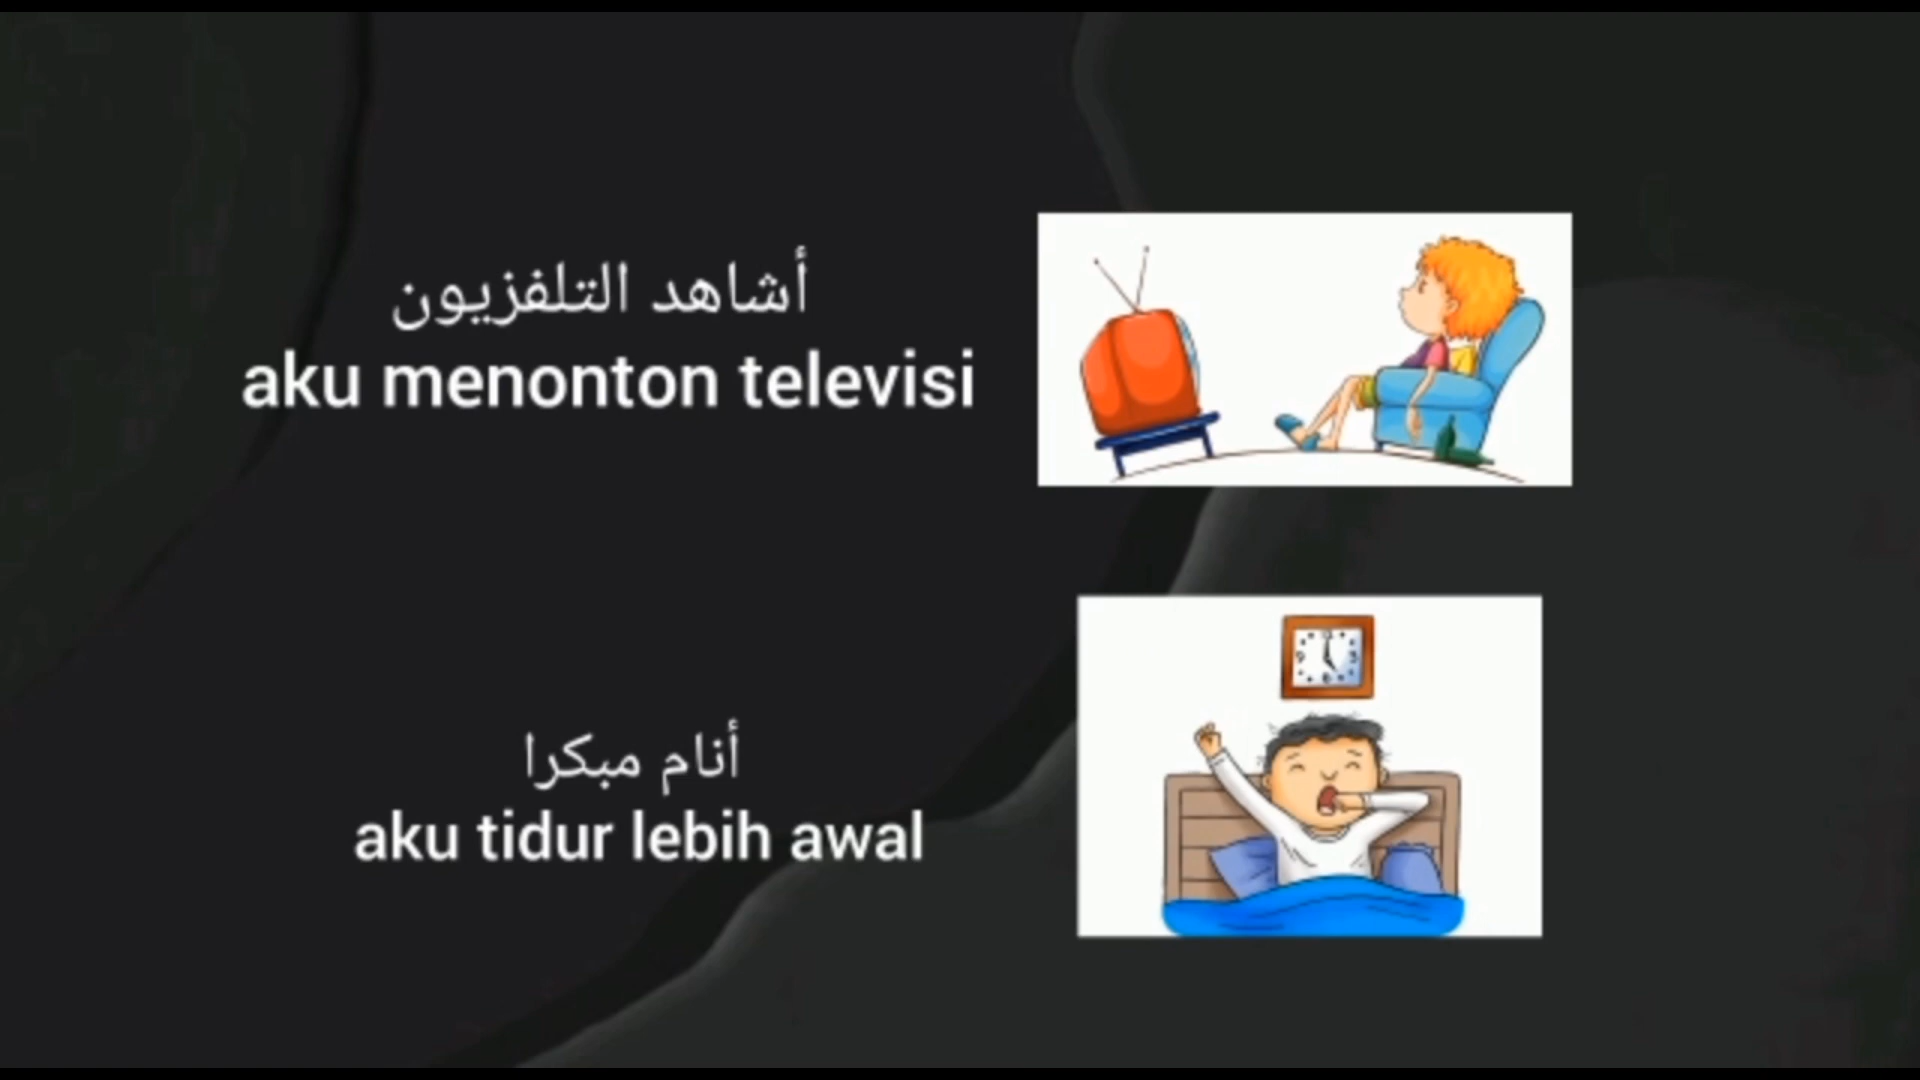 أشاهد التلفزيون
aku menonton televisi
أنام مبكرا
aku tidur lebih awal